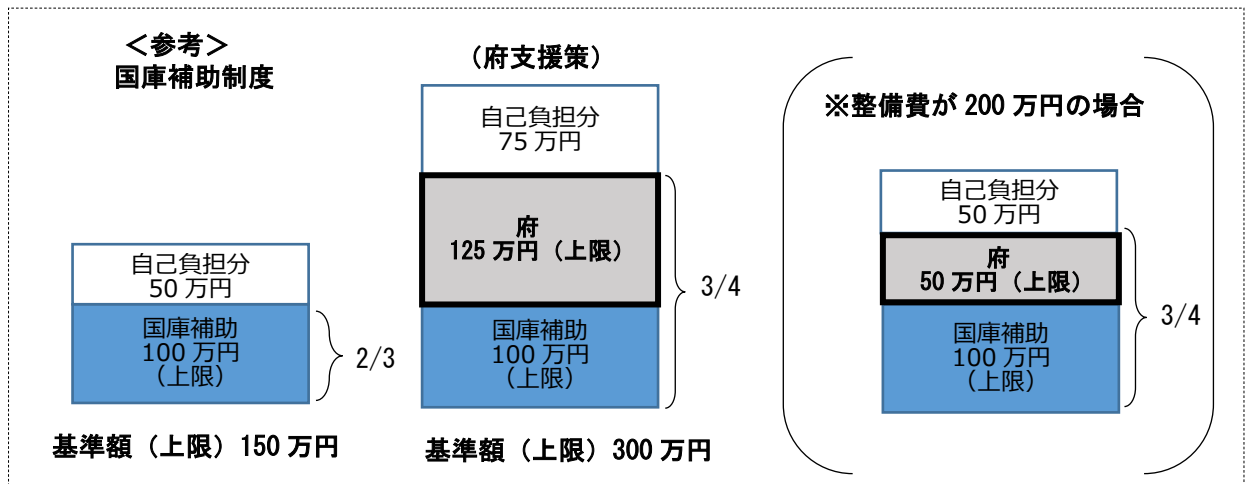 ＜参考＞
国庫補助制度
自己負担分
50 万円
国庫補助
100 万円
（上限）
2/3
基準額（上限）150 万円
（府支援策）
自己負担分
75 万円
府
125 万円（上限）
国庫補助
100 万円
（上限）
3/4
基準額（上限）300 万円
※整備費が 200 万円の場合
自己負担分
50 万円
府
50 万円（上限）
国庫補助
100 万円
（上限）
3/4